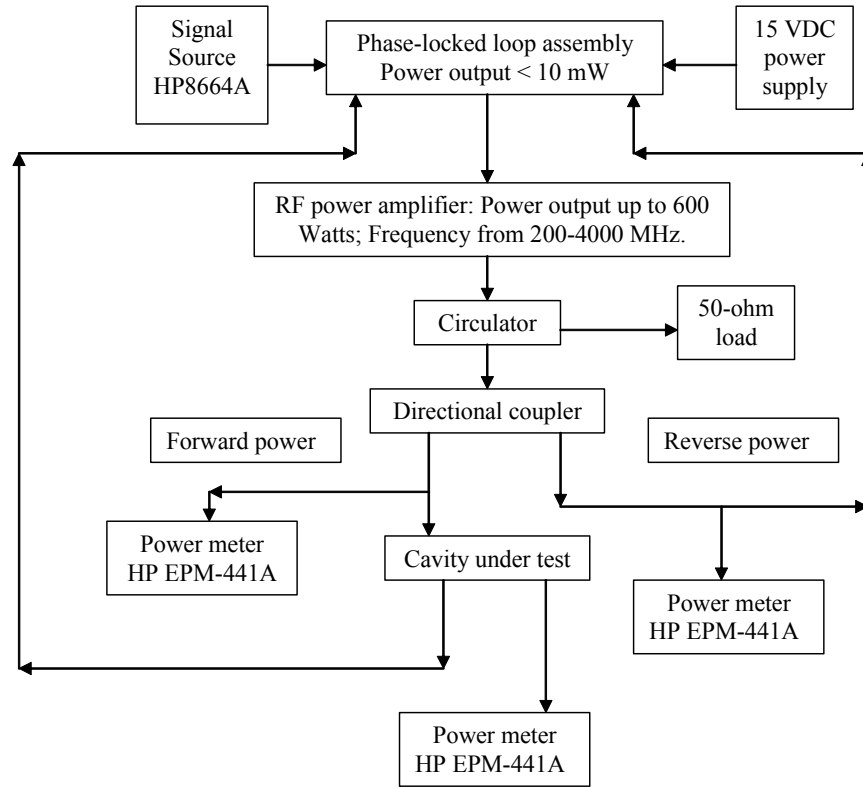 Signal
Source
HP8664A
Phase-locked loop assembly
Power output < 10 mW
15 VDC
power
supply
RF power amplifier: Power output up to 600
Watts; Frequency from 200-4000 MHz.
Circulator
50-ohm
load
Directional coupler
Forward power
Reverse power
Power meter
HP EPM-441A
Cavity under test
Power meter
HP EPM-441A
Power meter
HP EPM-441A